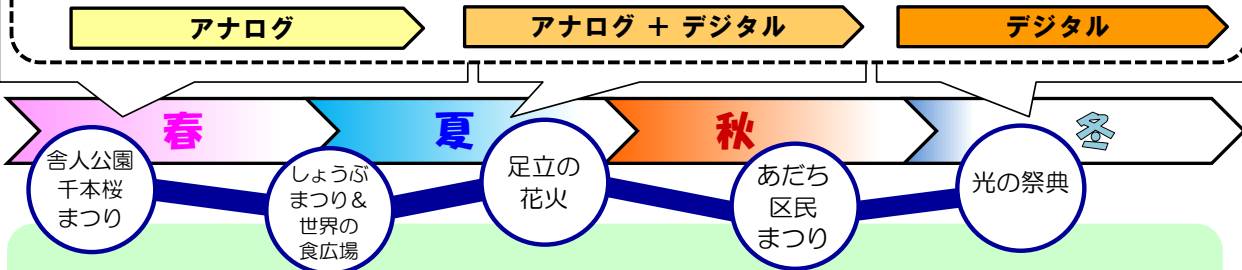 アナログ
アナログ + デジタル
デジタル
春
夏
秋
冬
舎人公園
千本桜
まつり
しょうぶ
まつり&
世界の
食広場
足立の
花火
あだち
区民
まつり
光の祭典